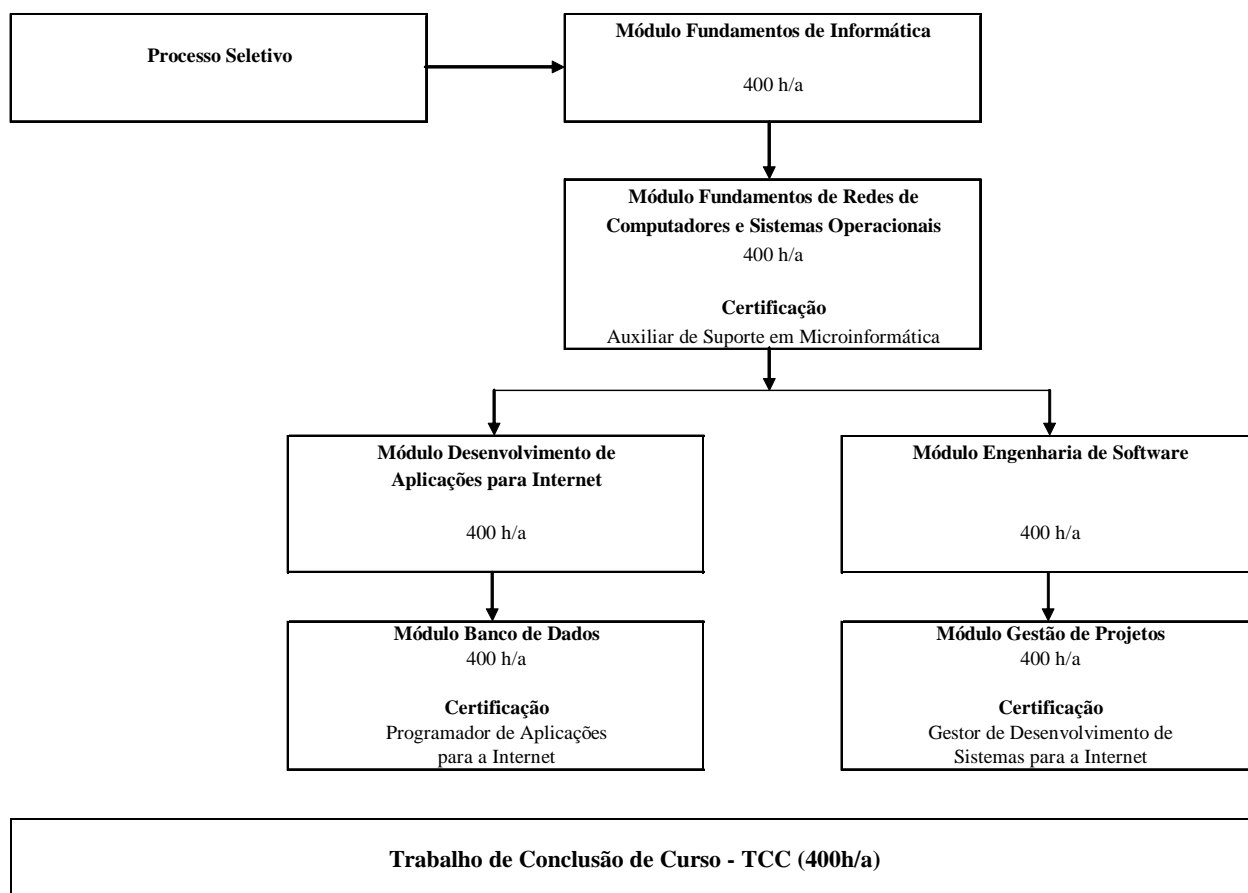 Processo Seletivo
Módulo Fundamentos de Informática
400 h/a
Módulo Fundamentos de Redes de
Computadores e Sistemas Operacionais
400 h/a
Certificação
Auxiliar de Suporte em Microinformática
Módulo Desenvolvimento de
Aplicações para Internet
400 h/a
Módulo Engenharia de Software
400 h/a
Módulo Banco de Dados
400 h/a
Certificação
Programador de Aplicações
para a Internet
Módulo Gestão de Projetos
400 h/a
Certificação
Gestor de Desenvolvimento de
Sistemas para a Internet
Trabalho de Conclusão de Curso - TCC (400h/a)